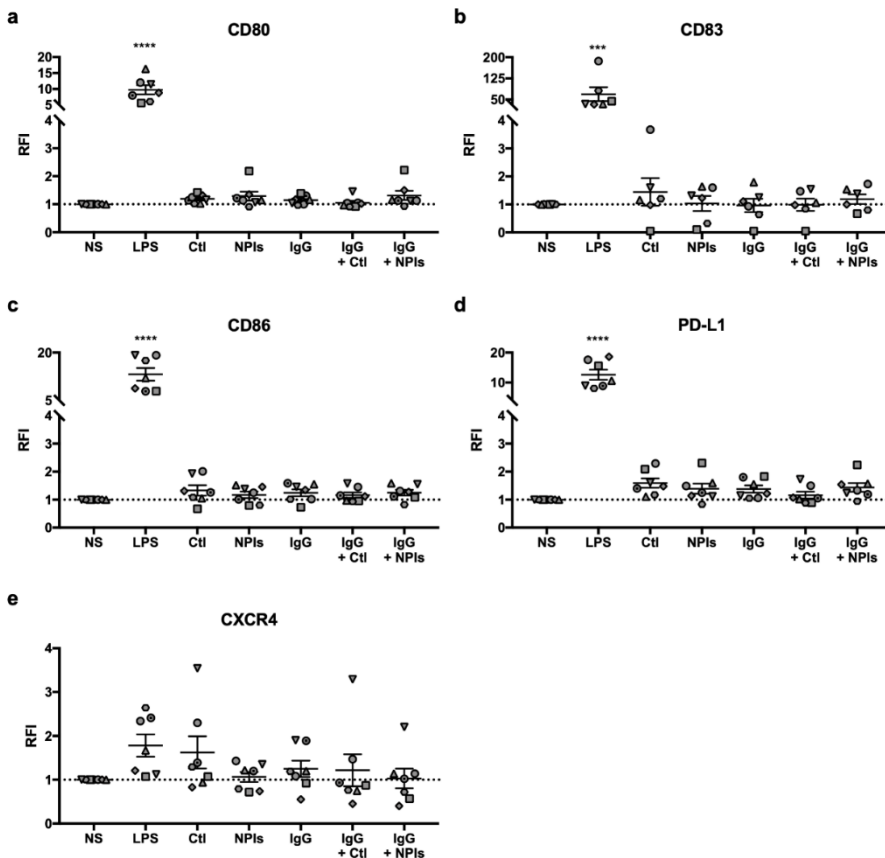 a
CD80
****
20
15
10
5
4
3
2
1
0
RFI
NS LPS Ctl NPIs IgG IgG + Ctl IgG + NPIs
b
CD83
***
200
125
50
4
3
2
1
0
RFI
NS LPS Ctl NPIs IgG IgG + Ctl IgG + NPIs
c
CD86
****
20
5
4
3
2
1
0
RFI
NS LPS Ctl NPIs IgG IgG + Ctl IgG + NPIs
d
PD-L1
****
20
10
4
3
2
1
0
RFI
NS LPS Ctl NPIs IgG IgG + Ctl IgG + NPIs
e
CXCR4
4
3
2
1
0
RFI
NS LPS Ctl NPIs IgG IgG + Ctl IgG + NPIs